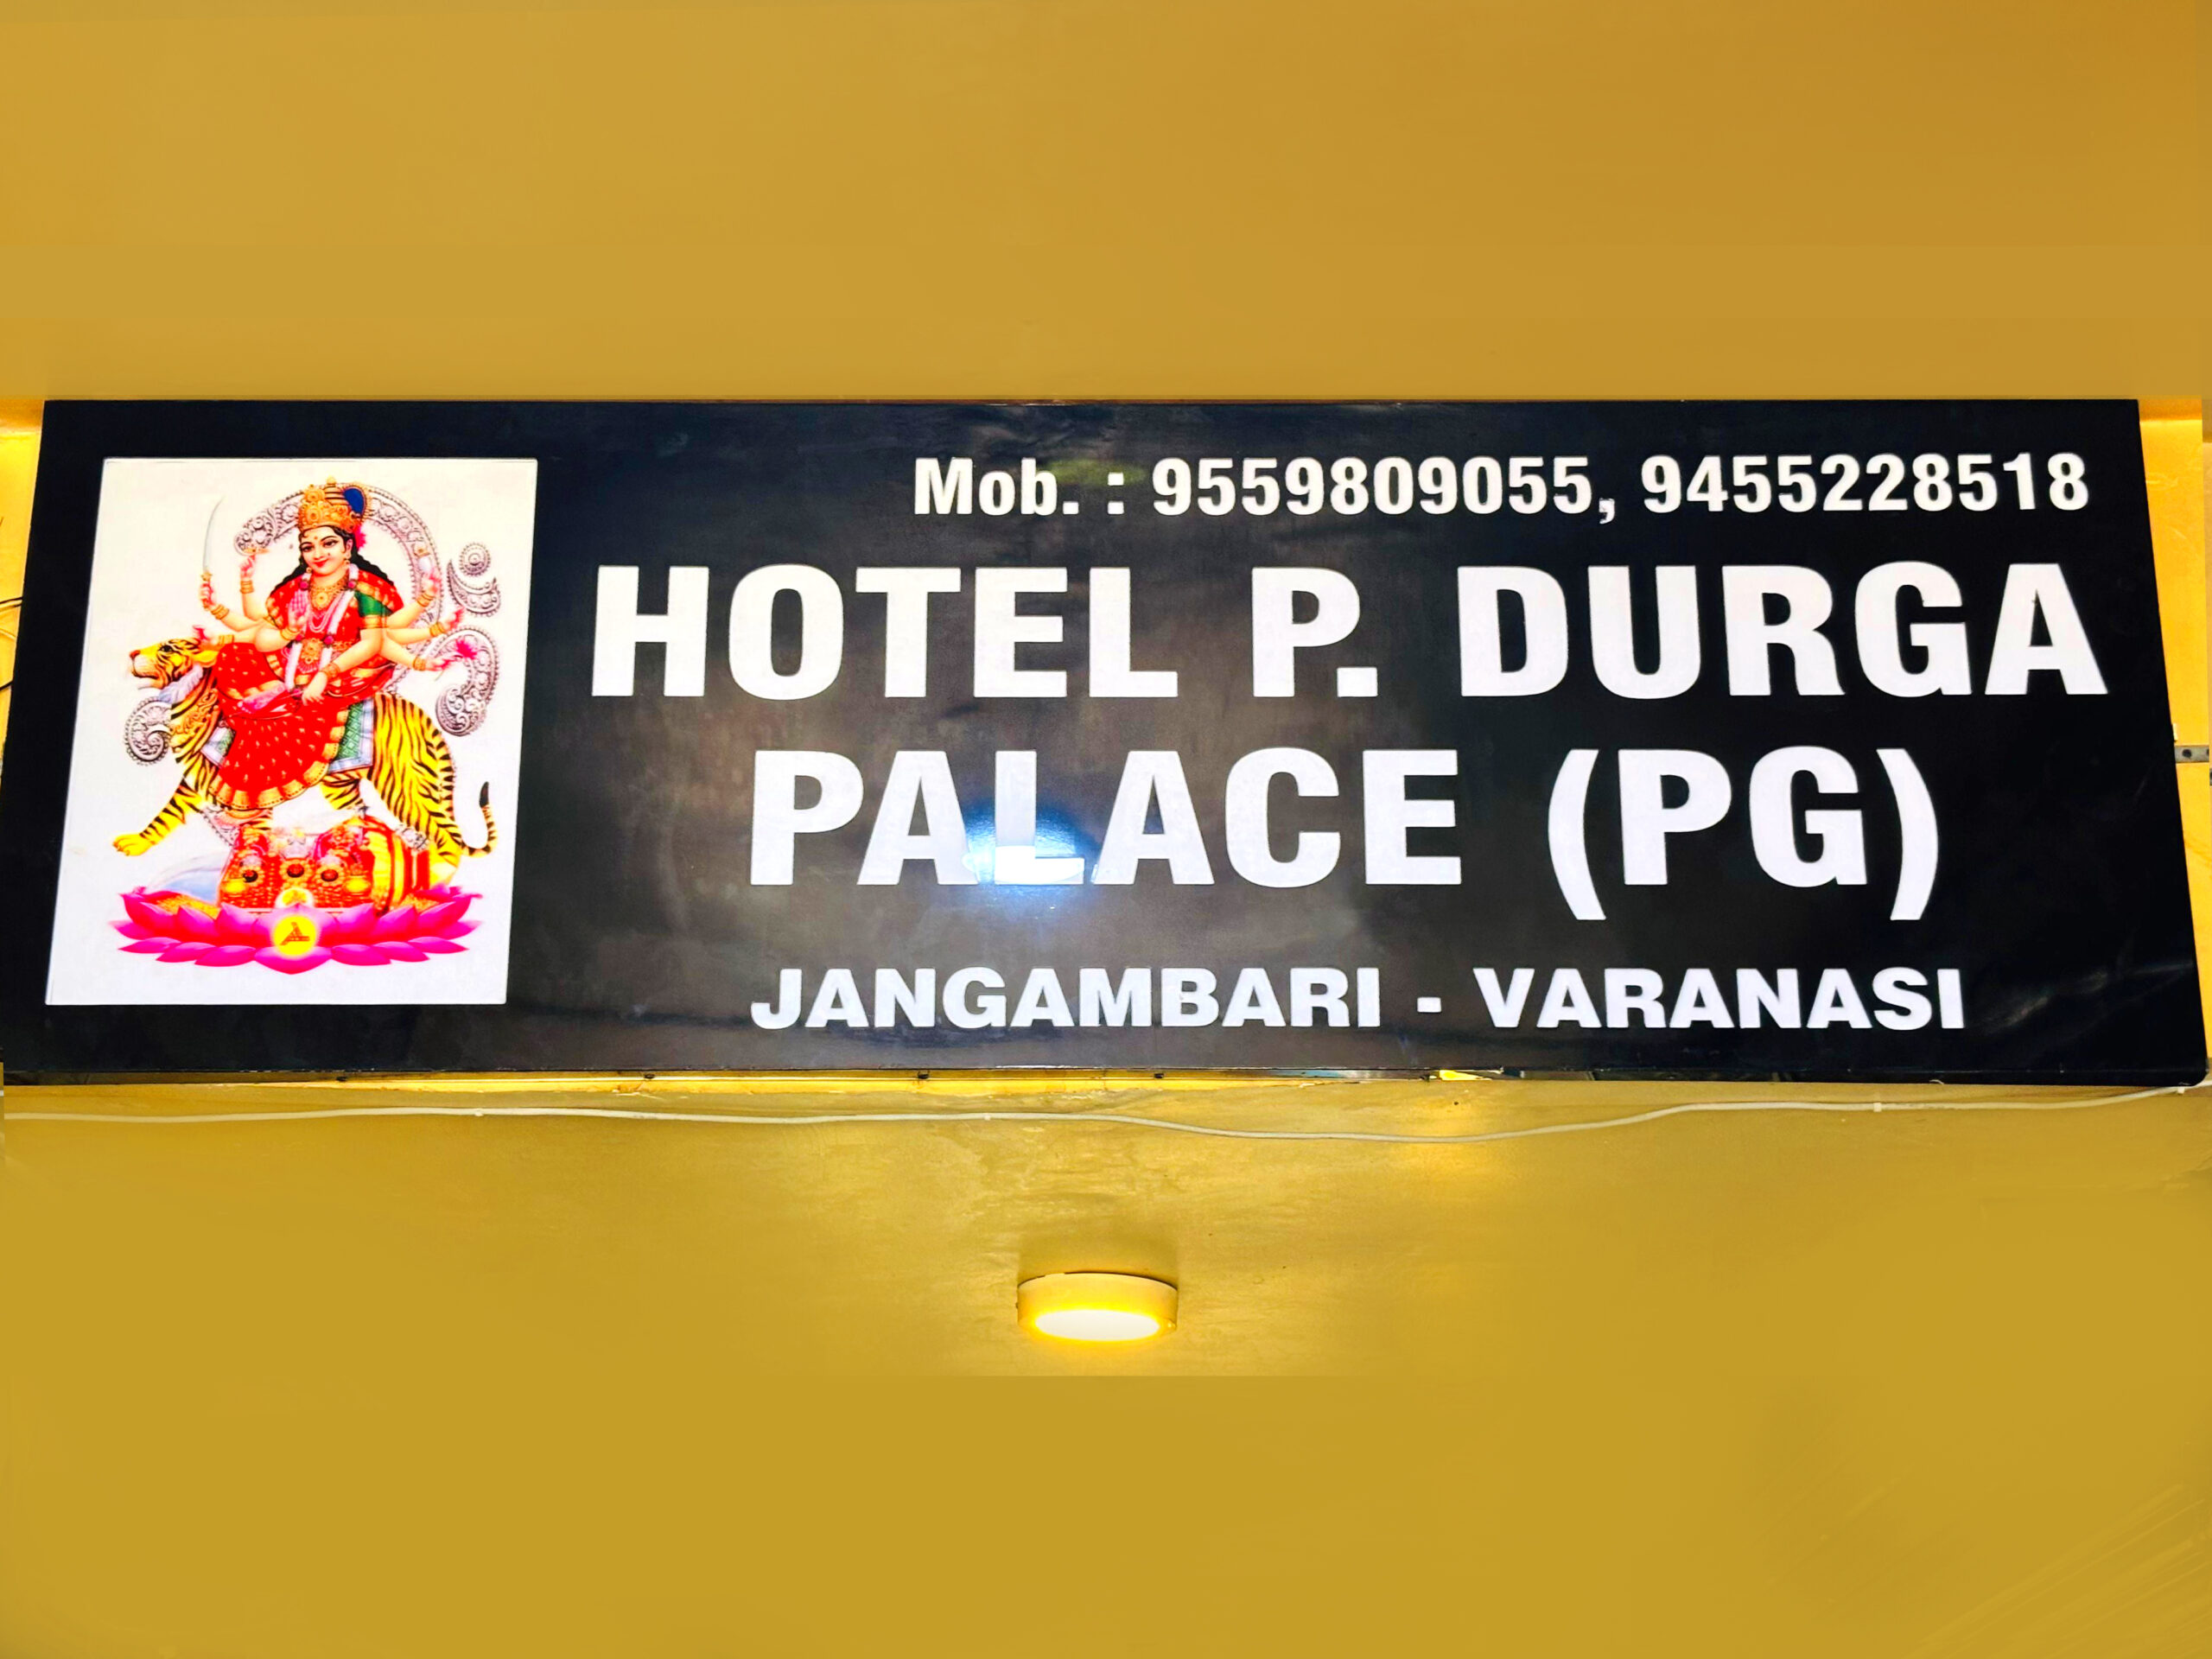 Mob. : 9559809055, 9455228518
HOTEL P. DURGA
PALACE (PG)
JANGAMBARI - VARANASI